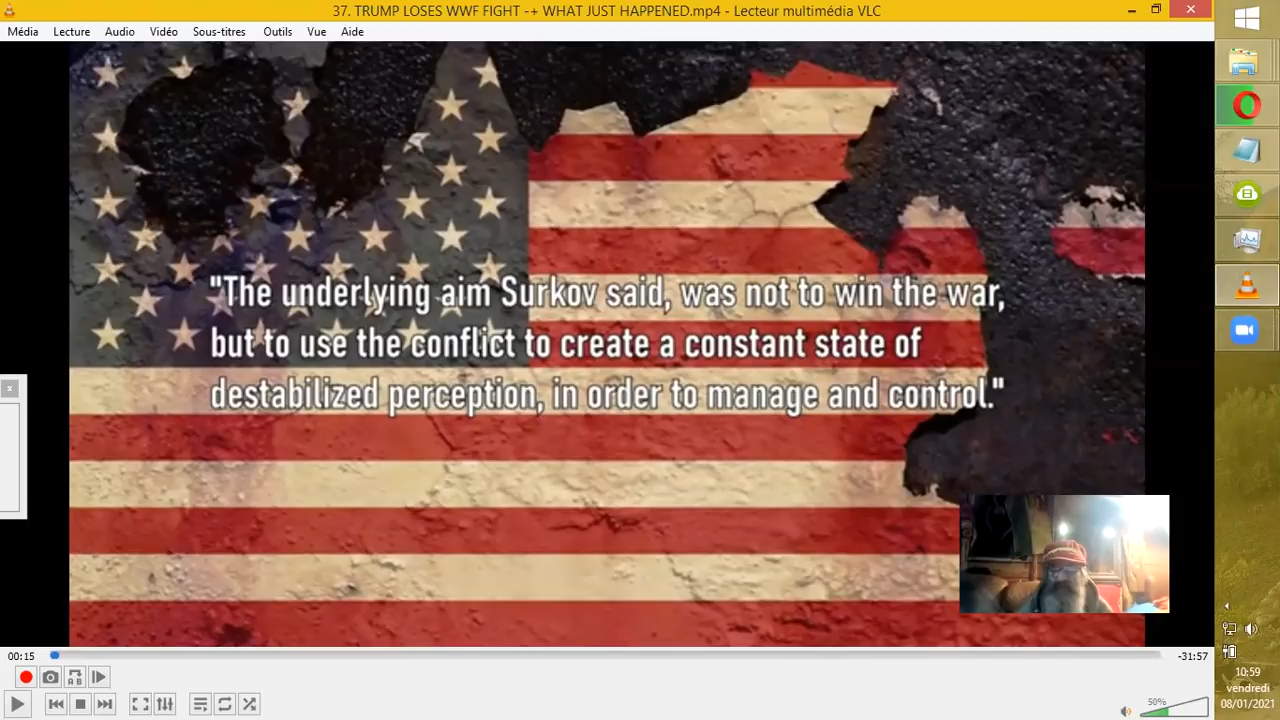 37. TRUMP LOSES WWF FIGHT -+ WHAT JUST HAPPENED.mp4 - Lecteur multimédia VLC
Média Lecture Audio Vidéo Sous-titres Outils Vue Aide
"The underlying aim Surkov said, was not to win the war,
but to use the conflict to create a constant state of
destabilized perception, in order to manage and control."
00:15
-31:57
50%
10:59
vendredi
08/01/2021